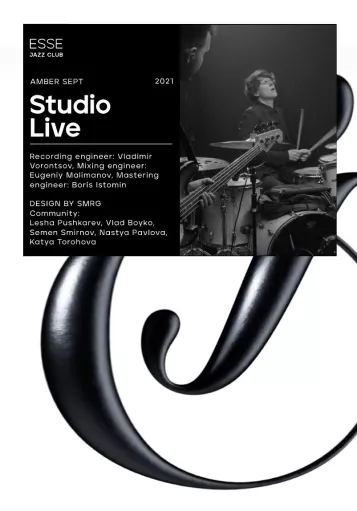 ESSE
JAZZ CLUB
AMBER SEPT 2021
Studio
Live
Recording engineer: Vladimir
Vorontsov, Mixing engineer:
Eugeniy Malimanov, Mastering
engineer: Boris Istomin
DESIGN BY SMRG
Community:
Lesha Pushkarev, Vlad Boyko,
Semen Smirnov, Nastya Pavlova,
Katya Torohova